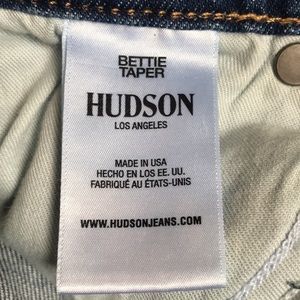 BETTIE
TAPER
HUDSON
LOS ANGELES
MADE IN USA
HECHO EN LOS EE. UU.
FABRIQUÉ AU ÉTATS-UNIS
WWW.HUDSONJEANS.COM